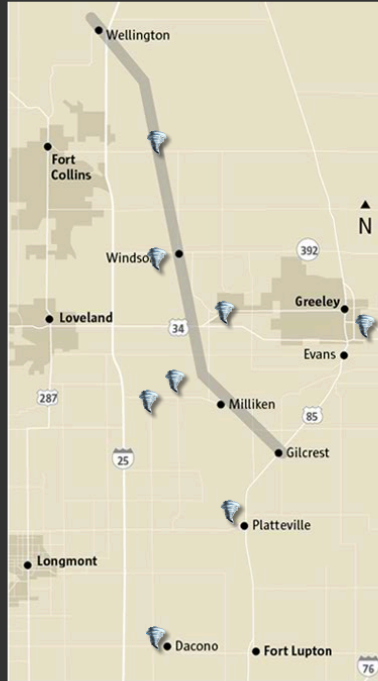 Wellington
Fort
Collins
N
Windso
392
Greeley
Loveland
34
Evans
287
Milliken
85
25
Gilcrest
Platteville
Longmont
Dacono
Fort Lupton
76